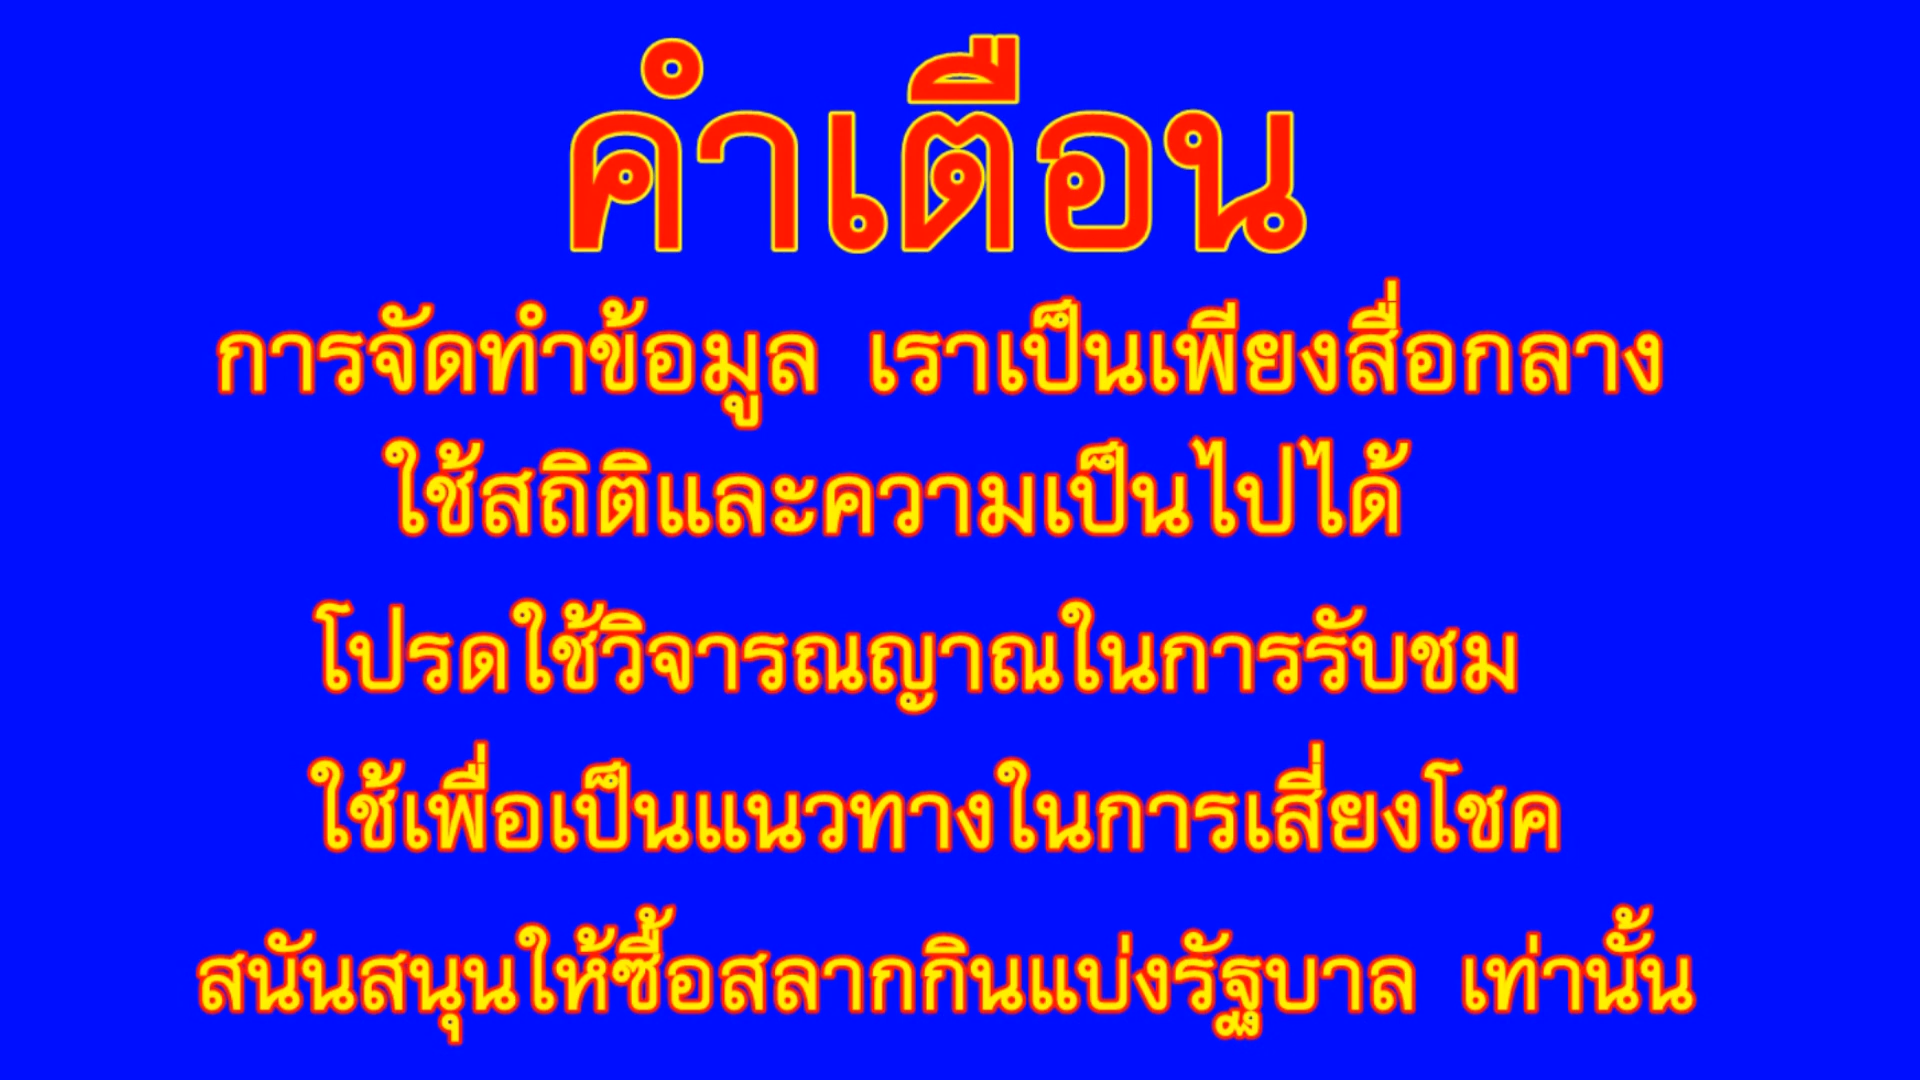 คำเตือน
การจัดทำข้อมูล เราเป็นเพียงสื่อกลาง
ใช้สถิติและความเป็นไปได้
โปรดใช้วิจารณญาณในการรับชม
ใช้เพื่อเป็นแนวทางในการเสี่ยงโชค
สนันสนุนให้ซื้อสลากกินแบ่งรัฐบาล เท่านั้น